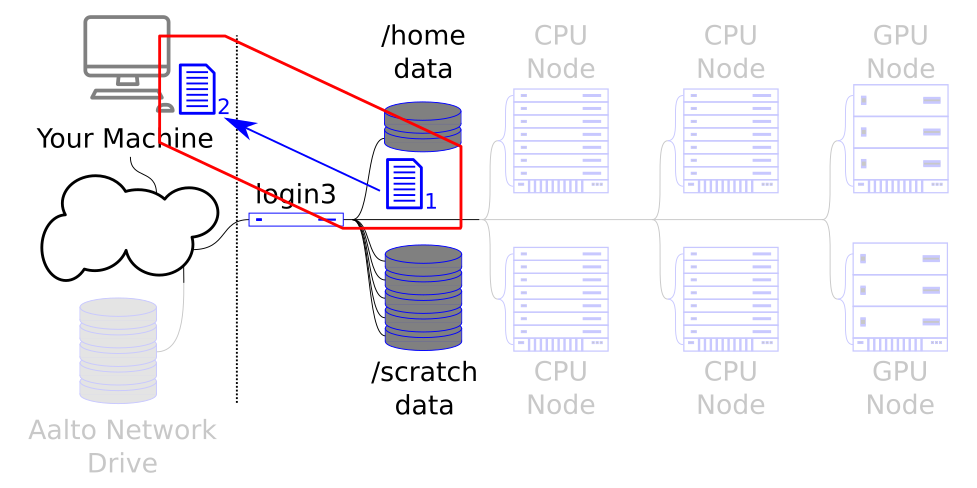 /home
data
CPU
Node
CPU
Node
GPU
Node
2
Your Machine
login3
1
/scratch
data
CPU
Node
CPU
Node
GPU
Node
Aalto Network
Drive